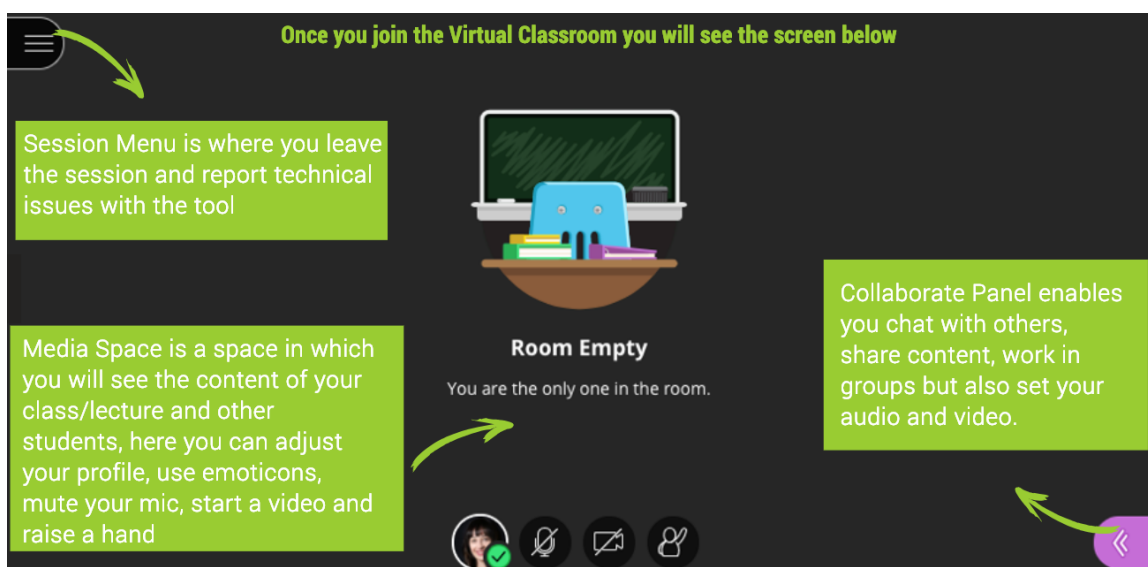 Once you join the Virtual Classroom you will see the screen below
Session Menu is where you leave
the session and report technical
issues with the tool
Room Empty
You are the only one in the room.
Media Space is a space in which
you will see the content of your
class/lecture and other
students, here you can adjust
your profile, use emoticons,
mute your mic, start a video and
raise a hand
Collaborate Panel enables
you chat with others,
share content, work in
groups but also set your
audio and video.